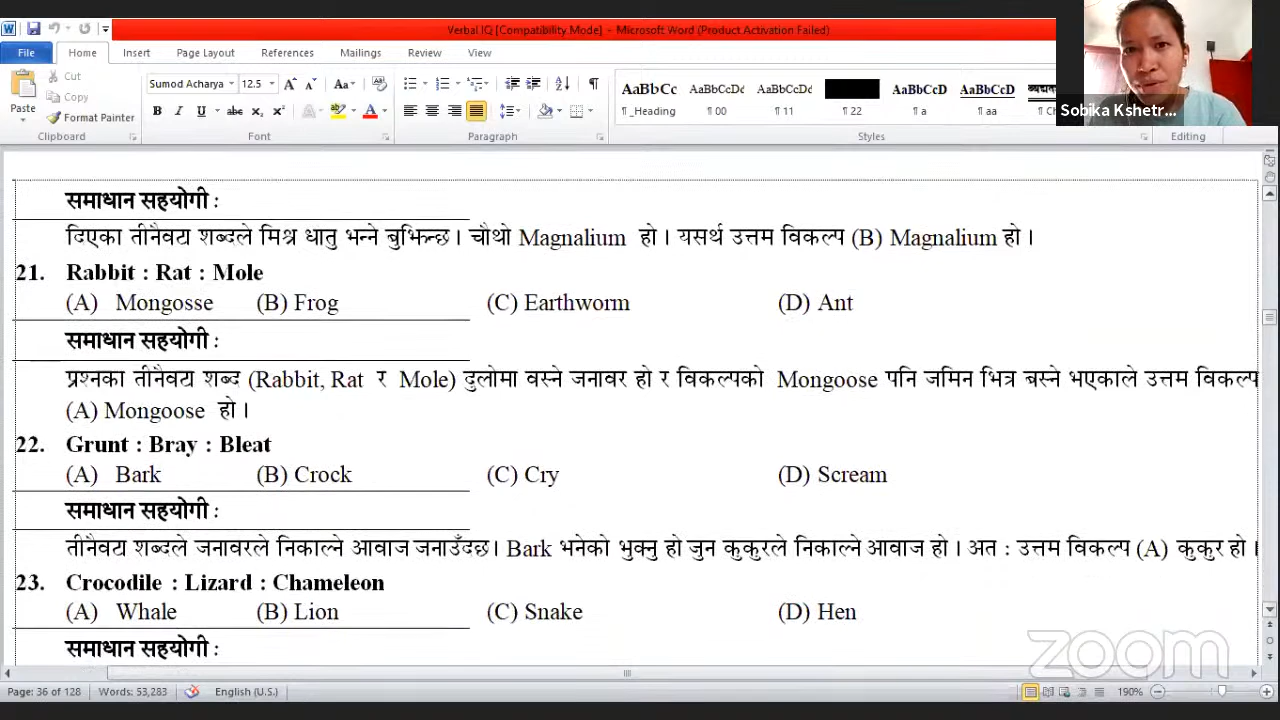 Verbal IQ [Compatibility Mode] - Microsoft Word (Product Activation Failed)
File Home Insert Page Layout References Mailings Review View
Cut
Copy
Format Painter
Paste
Sumod Acharya 12.5
AaBbCc AaBbCcDc AaBbCcDc AaBbCcD AaBbCcD
¶ _Heading ¶ 00 ¶ 11 ¶ 22 ¶ a ¶ aa
Clipboard Font Paragraph Styles Editing
Sobika Kshetr...
समाधान सहयोगी :
दिएका तीनैवटा शब्दले मिश्र धातु भन्ने बुझिन्छ। चौथो Magnalium हो। यसर्थ उत्तम विकल्प (B) Magnalium हो।
21. Rabbit : Rat : Mole
(A) Mongosse (B) Frog (C) Earthworm (D) Ant
समाधान सहयोगी :
प्रश्नका तीनैवटा शब्द (Rabbit, Rat र Mole) दुलोमा वस्ने जनावर हो र विकल्पको Mongoose पनि जमिन भित्र बस्ने भएकाले उत्तम विकल्प
(A) Mongoose हो।
22. Grunt : Bray : Bleat
(A) Bark (B) Crock (C) Cry (D) Scream
समाधान सहयोगी :
तीनैवटा शब्दले जनावरले निकाल्ने आवाज जनाउँदछ। Bark भनेको भुक्नु हो जुन कुकुरले निकाल्ने आवाज हो। अत : उत्तम विकल्प (A) कुकुर हो।
23. Crocodile : Lizard : Chameleon
(A) Whale (B) Lion (C) Snake (D) Hen
समाधान सहयोगी :
zoom
Page: 36 of 128 Words: 53,283 English (U.S.) 190%